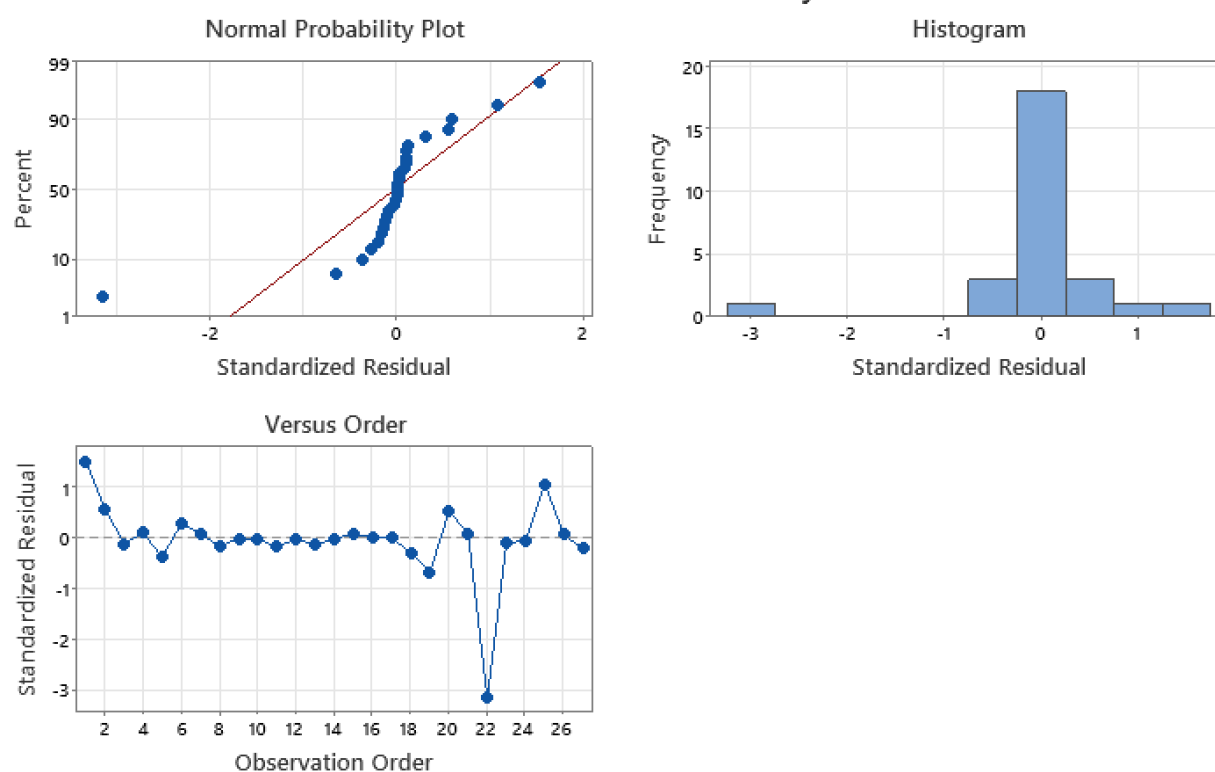 Normal Probability Plot
99
90
50
10
1
Percent
-2 0 2
Standardized Residual
Histogram
20
15
10
5
0
Frequency
-3 -2 -1 0 1
Standardized Residual
Versus Order
1
0
-1
-2
-3
Standardized Residual
2 4 6 8 10 12 14 16 18 20 22 24 26
Observation Order